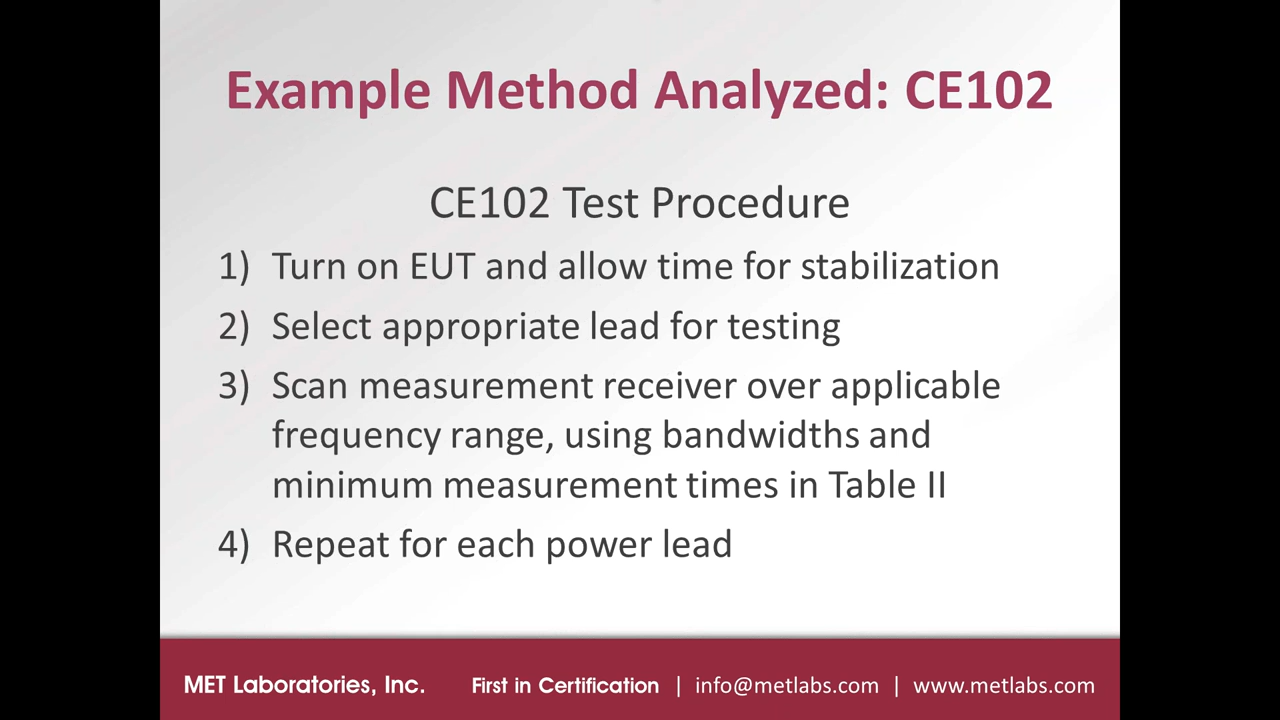 Example Method Analyzed: CE102
CE102 Test Procedure
1) Turn on EUT and allow time for stabilization
2) Select appropriate lead for testing
3) Scan measurement receiver over applicable
frequency range, using bandwidths and
minimum measurement times in Table II
4) Repeat for each power lead
MET Laboratories, Inc. First in Certification | info@metlabs.com | www.metlabs.com